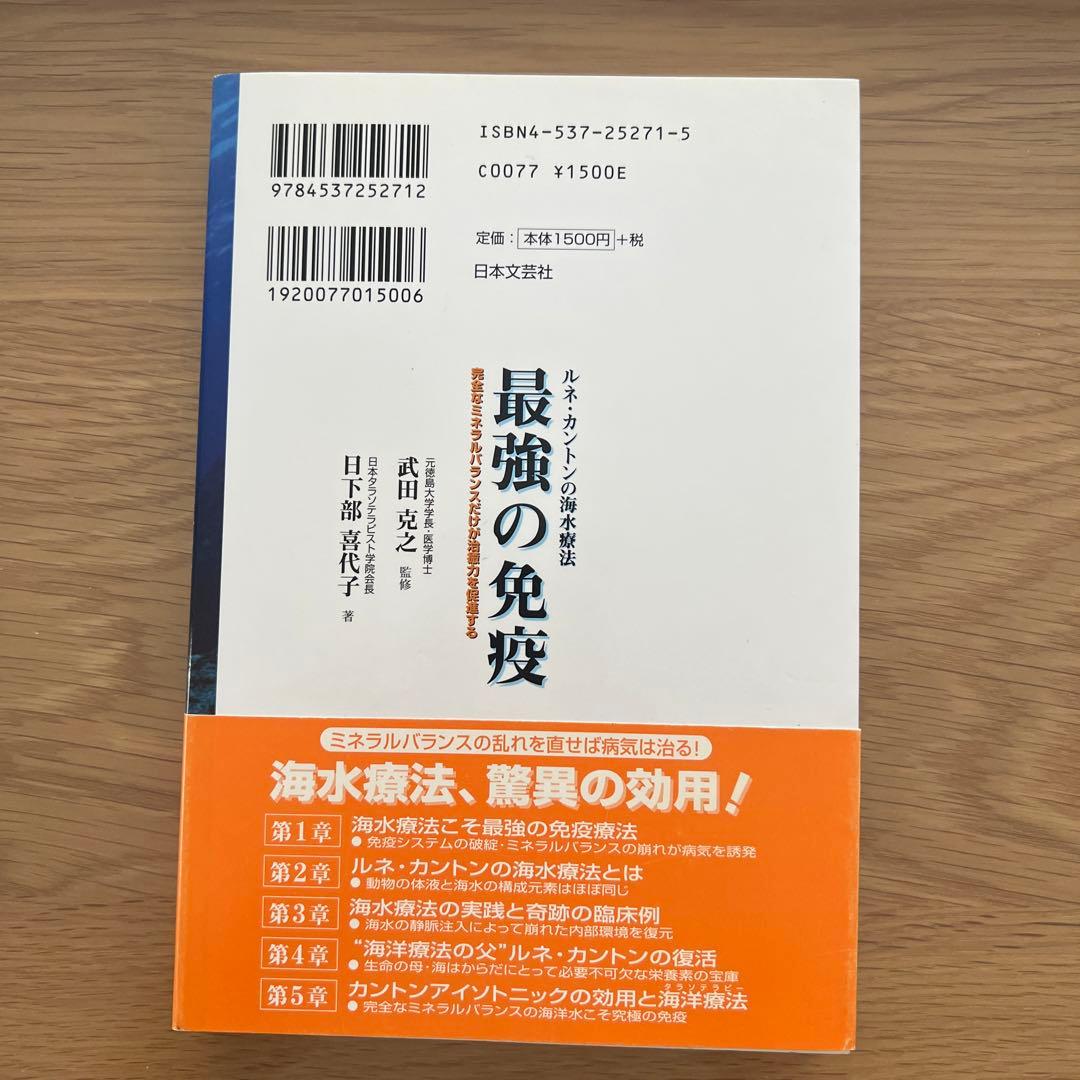 ISBN4-537-25271-5
C0077 ¥1500E
9784537252712
1920077015006
定価：本体1500円+税
日本文芸社
ルネ・カントンの海水療法
最強の免疫
完全なミネラルバランスだけが治癒力を促進する
元徳島大学学長・医学博士
武田 克之 監修
日本タラソテラピスト学院会長
日下部 喜代子 著
ミネラルバランスの乱れを直せば病気は治る！
海水療法、驚異の効用！
第1章 海水療法こそ最強の免疫療法
●免疫システムの破綻・ミネラルバランスの崩れが病気を誘発
第2章 ルネ・カントンの海水療法とは
●動物の体液と海水の構成元素はほぼ同じ
第3章 海水療法の実践と奇跡の臨床例
●海水の静脈注入によって崩れた内部環境を復元
第4章 “海洋療法の父”ルネ・カントンの復活
●生命の母・海はからだにとって必要不可欠な栄養素の宝庫
タラソテラピー
第5章 カントンアイソトニックの効用と海洋療法
●完全なミネラルバランスの海洋水こそ究極の免疫